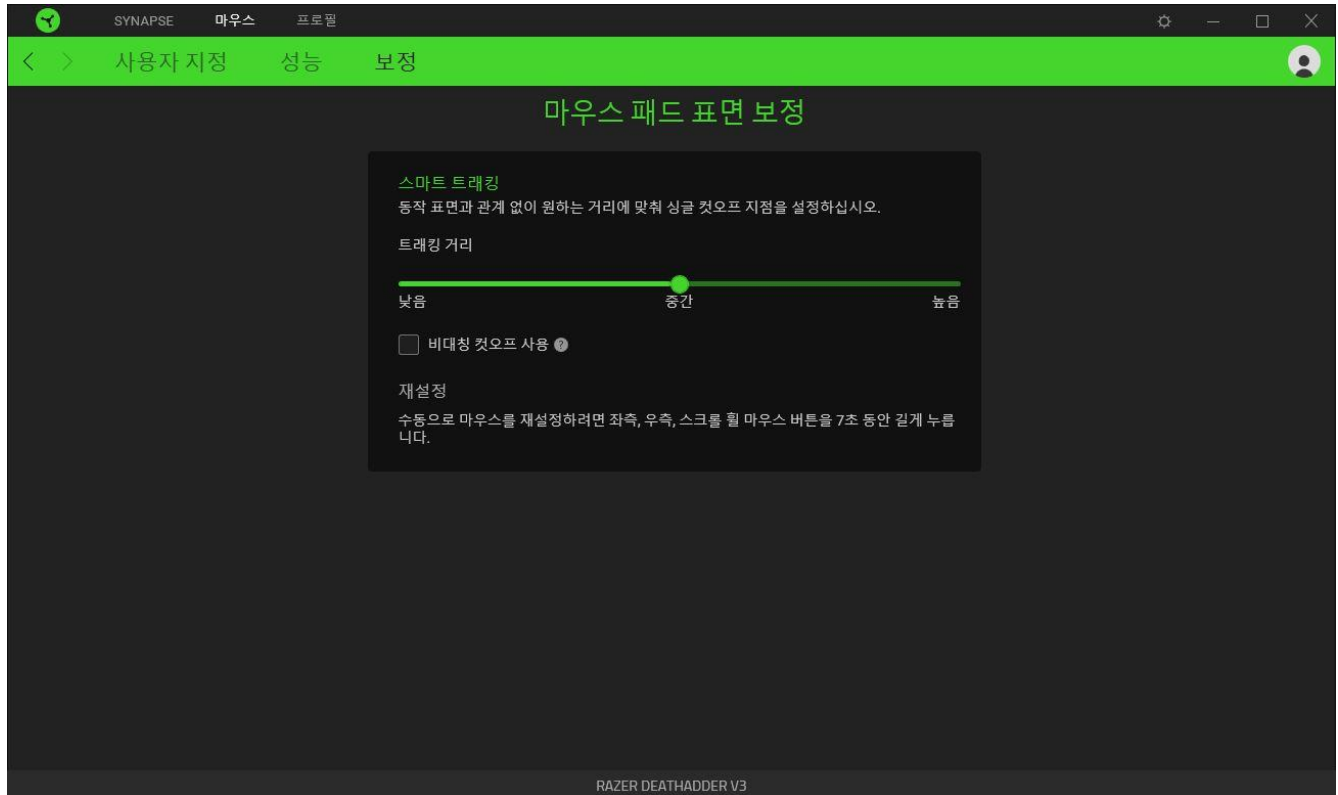 SYNAPSE 마우스 프로필
사용자 지정 성능 보정
마우스 패드 표면 보정
스마트 트래킹
동작 표면과 관계 없이 원하는 거리에 맞춰 싱글 컷오프 지점을 설정하십시오.
트래킹 거리
낮음 중간 높음
비대칭 컷오프 사용 ?
재설정
수동으로 마우스를 재설정하려면 좌측, 우측, 스크롤 휠 마우스 버튼을 7초 동안 길게 누릅
니다.
RAZER DEATHADDER V3